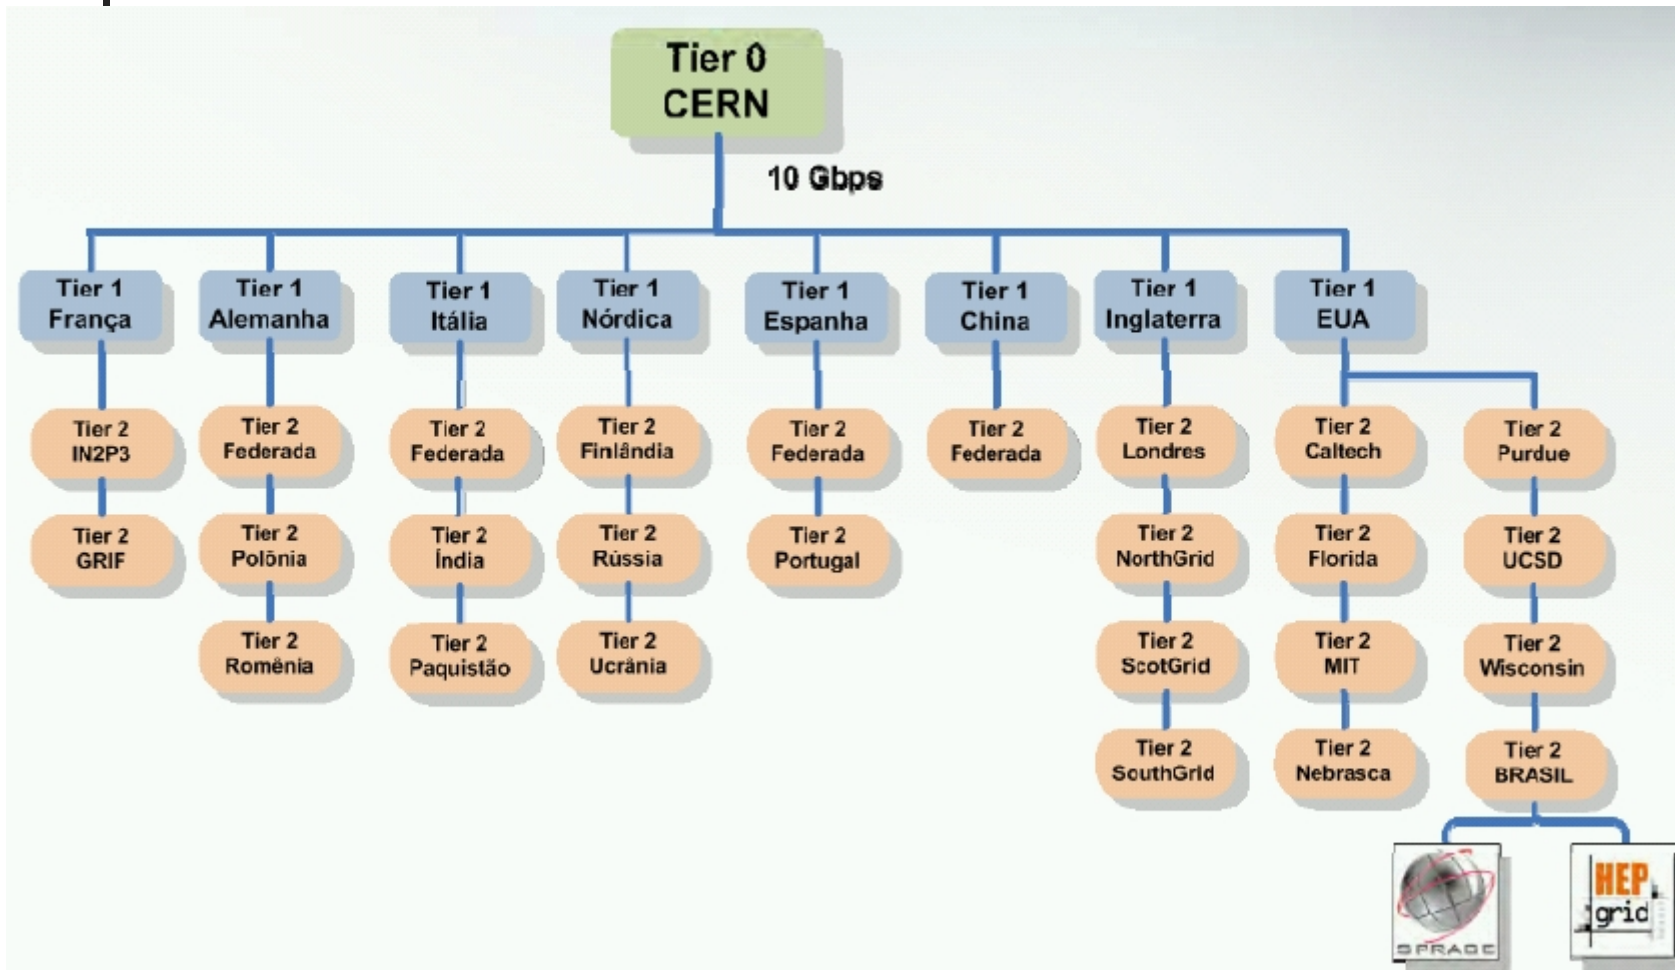 Tier 0
CERN
10 Gbps
Tier 1
França
Tier 1
Alemanha
Tier 1
Itália
Tier 1
Nórdica
Tier 1
Espanha
Tier 1
China
Tier 1
Inglaterra
Tier 1
EUA
Tier 2
IN2P3
Tier 2
Federada
Tier 2
Federada
Tier 2
Finlândia
Tier 2
Federada
Tier 2
Federada
Tier 2
Londres
Tier 2
Caltech
Tier 2
Purdue
Tier 2
GRIF
Tier 2
Polônia
Tier 2
Índia
Tier 2
Rússia
Tier 2
Portugal
Tier 2
NorthGrid
Tier 2
Florida
Tier 2
UCSD
Tier 2
Romênia
Tier 2
Paquistão
Tier 2
Ucrânia
Tier 2
ScotGrid
Tier 2
MIT
Tier 2
Wisconsin
Tier 2
SouthGrid
Tier 2
Nebrasca
Tier 2
BRASIL
SPRACE
HEP
grid